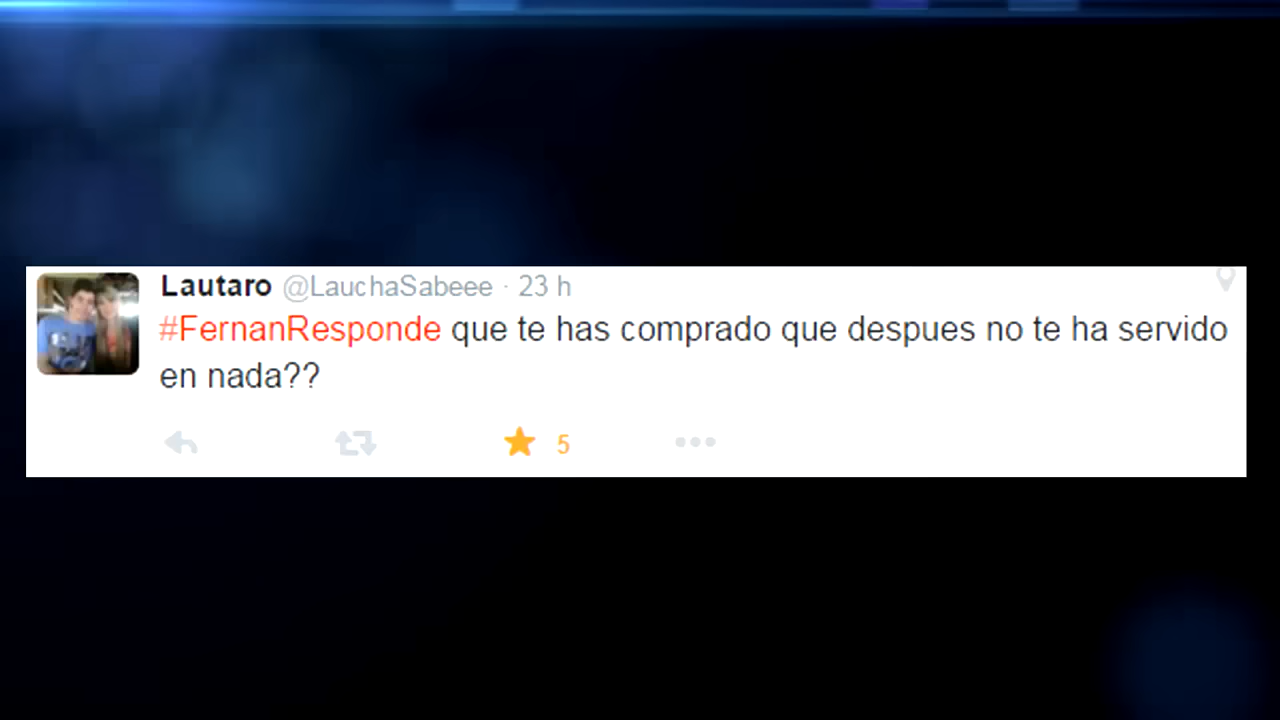 Lautaro @LauchaSabeee · 23 h
#FernanResponde que te has comprado que despues no te ha servido
en nada??
5